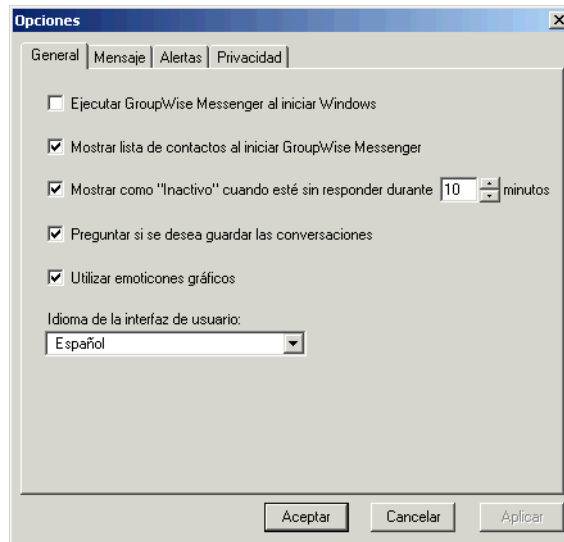 Opciones
General Mensaje Alertas Privacidad
Ejecutar GroupWise Messenger al iniciar Windows
Mostrar lista de contactos al iniciar GroupWise Messenger
Mostrar como "Inactivo" cuando esté sin responder durante 10 minutos
Preguntar si se desea guardar las conversaciones
Utilizar emoticones gráficos
Idioma de la interfaz de usuario:
Español
Aceptar Cancelar Aplicar